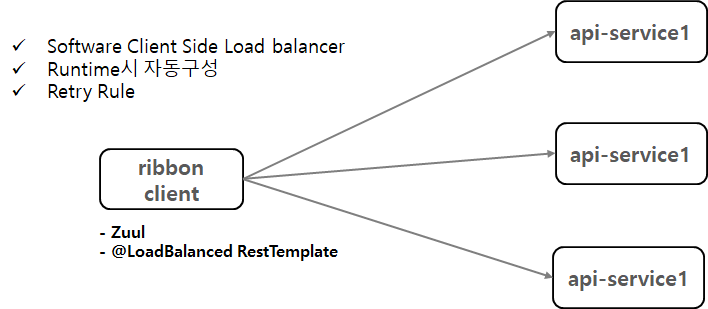 ✓ Software Client Side Load balancer
✓ Runtime시 자동구성
✓ Retry Rule
ribbon
client
- Zuul
- @LoadBalanced RestTemplate
api-service1
api-service1
api-service1